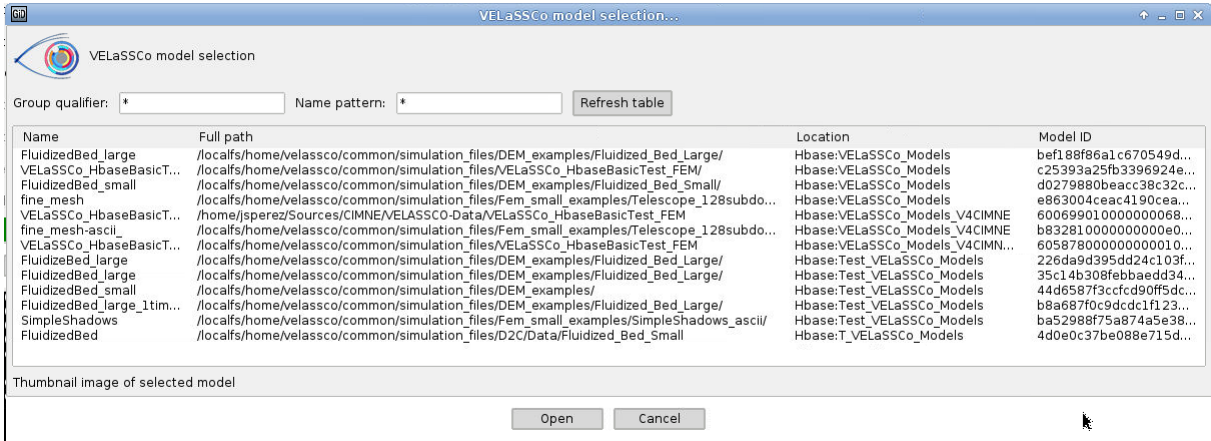 GiD VELaSSCo model selection...
VELaSSCo model selection
Group qualifier: * Name pattern: * Refresh table
Name Full path Location Model ID
FluidizedBed_large /localfs/home/velassco/common/simulation_files/DEM_examples/Fluidized_Bed_Large/ Hbase:VELaSSCo_Models bef188f86a1c670549d...
VELaSSCo_HbaseBasicT... /localfs/home/velassco/common/simulation_files/VELaSSCo_HbaseBasicTest_FEM/ Hbase:VELaSSCo_Models c25393a25fb3396924e...
FluidizedBed_small /localfs/home/velassco/common/simulation_files/DEM_examples/Fluidized_Bed_Small/ Hbase:VELaSSCo_Models d0279880beacc38c32c...
fine_mesh /localfs/home/velassco/common/simulation_files/Fem_small_examples/Telescope_128subdo... Hbase:VELaSSCo_Models e863004ceac4190cea...
VELaSSCo_HbaseBasicT... /home/jsperez/Sources/CIMNE/VELASSCO-Data/VELaSSCo_HbaseBasicTest_FEM Hbase:VELaSSCo_Models_V4CIMNE 600699010000000068...
fine_mesh-ascii_ /localfs/home/velassco/common/simulation_files/Fem_small_examples/Telescope_128subdo... Hbase:VELaSSCo_Models_V4CIMNE b832810000000000e0...
VELaSSCo_HbaseBasicT... /localfs/home/velassco/common/simulation_files/VELaSSCo_HbaseBasicTest_FEM Hbase:VELaSSCo_Models_V4CIMN... 605878000000000010...
FluidizeBed_large /localfs/home/velassco/common/simulation_files/DEM_examples/Fluidized_Bed_Large/ Hbase:Test_VELaSSCo_Models 226da9d395dd24c103f...
FluidizedBed_large /localfs/home/velassco/common/simulation_files/DEM_examples/Fluidized_Bed_Large/ Hbase:Test_VELaSSCo_Models 35c14b308febbaedd34...
FluidizedBed_small /localfs/home/velassco/common/simulation_files/DEM_examples/ Hbase:Test_VELaSSCo_Models 44d6587f3ccfcd90ff5dc...
FluidizedBed_large_1tim... /localfs/home/velassco/common/simulation_files/DEM_examples/Fluidized_Bed_Large/ Hbase:Test_VELaSSCo_Models b8a687f0c9dcdc1f123...
SimpleShadows /localfs/home/velassco/common/simulation_files/Fem_small_examples/SimpleShadows_ascii/ Hbase:Test_VELaSSCo_Models ba52988f75a874a5e38...
FluidizedBed /localfs/home/velassco/common/simulation_files/D2C/Data/Fluidized_Bed_Small Hbase:T_VELaSSCo_Models 4d0e0c37be088e715d...
Thumbnail image of selected model
Open Cancel